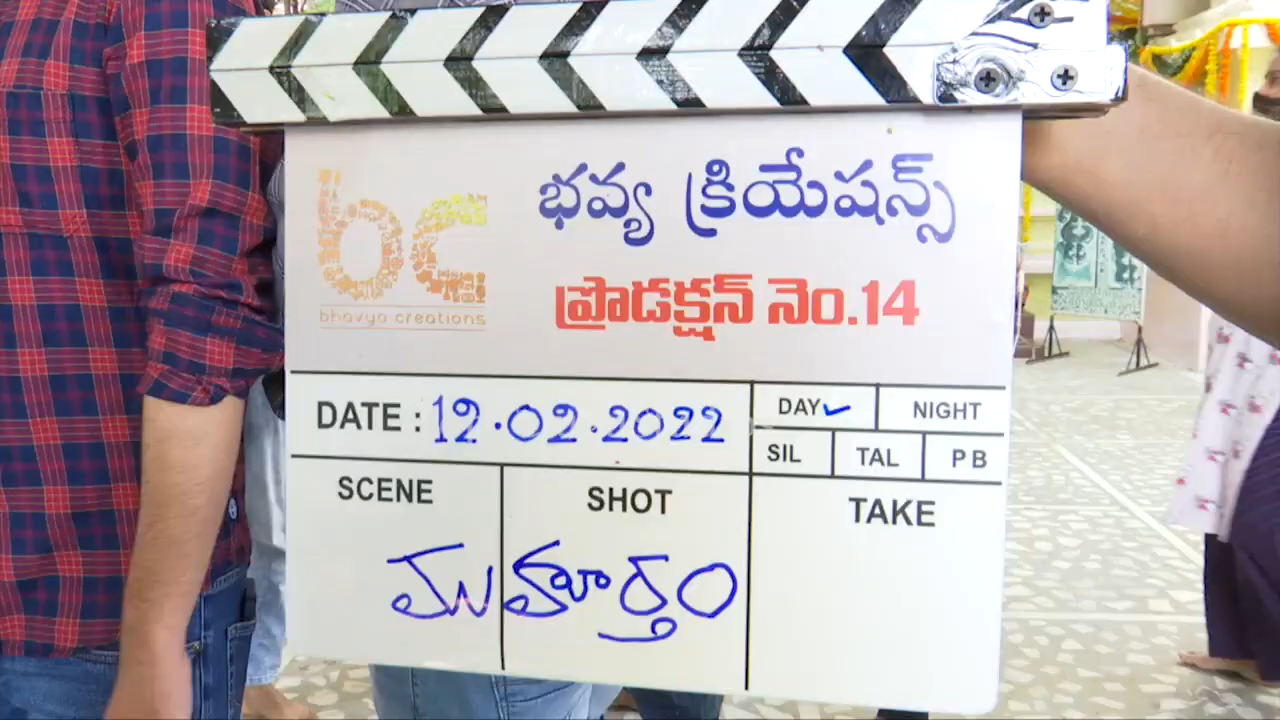 భవ్య క్రియేషన్స్
bc
bhavya creations
ప్రొడక్షన్ నెం.14
DATE : 12.02.2022
DAY✓ NIGHT
SIL TAL PB
SCENE SHOT TAKE
ముహూర్తం